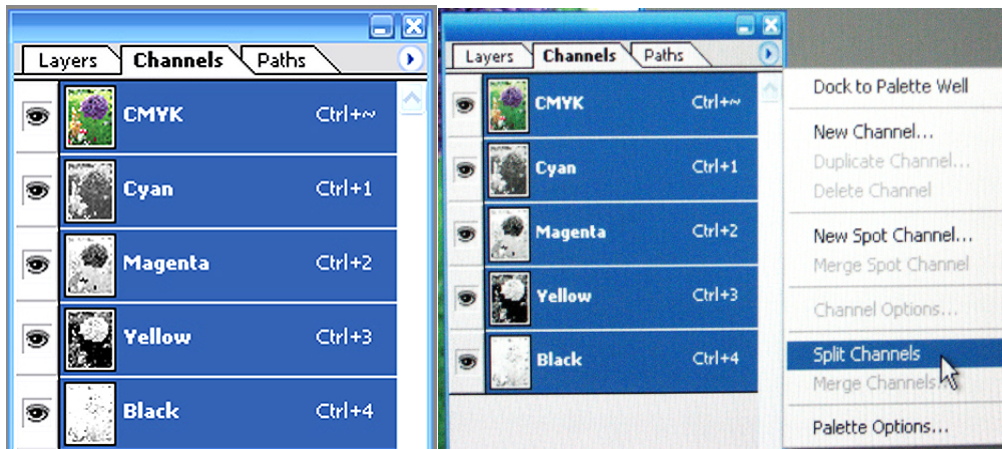 Layers Channels Paths
CMYK Ctrl+~
Cyan Ctrl+1
Magenta Ctrl+2
Yellow Ctrl+3
Black Ctrl+4
Layers Channels Paths
CMYK Ctrl+~
Cyan Ctrl+1
Magenta Ctrl+2
Yellow Ctrl+3
Black Ctrl+4
Dock to Palette Well
New Channel...
Duplicate Channel...
Delete Channel
New Spot Channel...
Merge Spot Channel
Channel Options...
Split Channels
Merge Channels...
Palette Options...